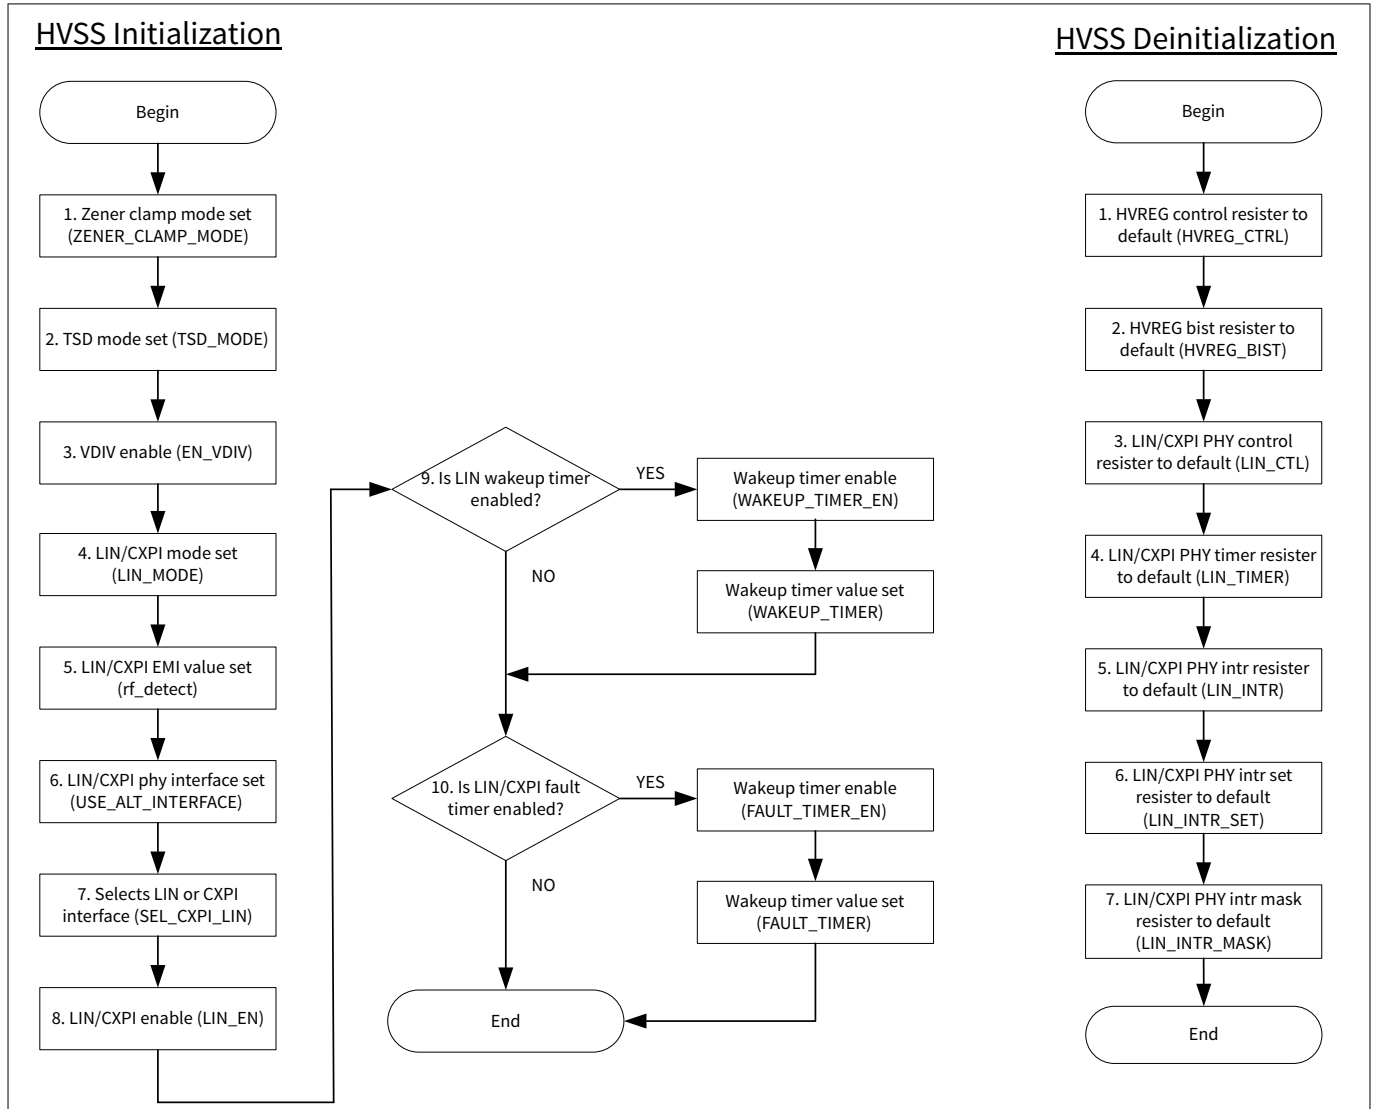 HVSS Initialization
Begin
1. Zener clamp mode set
(ZENER_CLAMP_MODE)
2. TSD mode set (TSD_MODE)
3. VDIV enable (EN_VDIV)
4. LIN/CXPI mode set
(LIN_MODE)
5. LIN/CXPI EMI value set
(rf_detect)
6. LIN/CXPI phy interface set
(USE_ALT_INTERFACE)
7. Selects LIN or CXPI
interface (SEL_CXPI_LIN)
8. LIN/CXPI enable (LIN_EN)
9. Is LIN wakeup timer
enabled?
YES
Wakeup timer enable
(WAKEUP_TIMER_EN)
Wakeup timer value set
(WAKEUP_TIMER)
NO
10. Is LIN/CXPI fault
timer enabled?
YES
Wakeup timer enable
(FAULT_TIMER_EN)
Wakeup timer value set
(FAULT_TIMER)
NO
End
HVSS Deinitialization
Begin
1. HVREG control resister to
default (HVREG_CTRL)
2. HVREG bist resister to
default (HVREG_BIST)
3. LIN/CXPI PHY control
resister to default (LIN_CTL)
4. LIN/CXPI PHY timer resister
to default (LIN_TIMER)
5. LIN/CXPI PHY intr resister
to default (LIN_INTR)
6. LIN/CXPI PHY intr set
resister to default
(LIN_INTR_SET)
7. LIN/CXPI PHY intr mask
resister to default
(LIN_INTR_MASK)
End